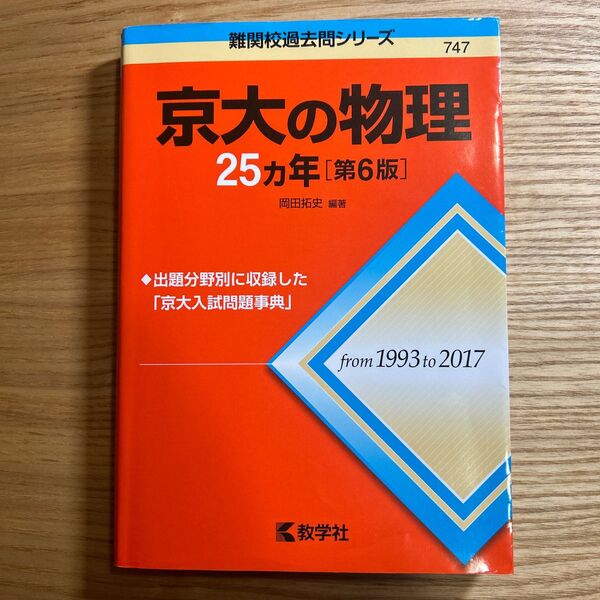 難関校過去問シリーズ
747
京大の物理
25ヵ年[第6版]
岡田拓史 編著
◆出題分野別に収録した
「京大入試問題事典」
from 1993 to 2017
教学社